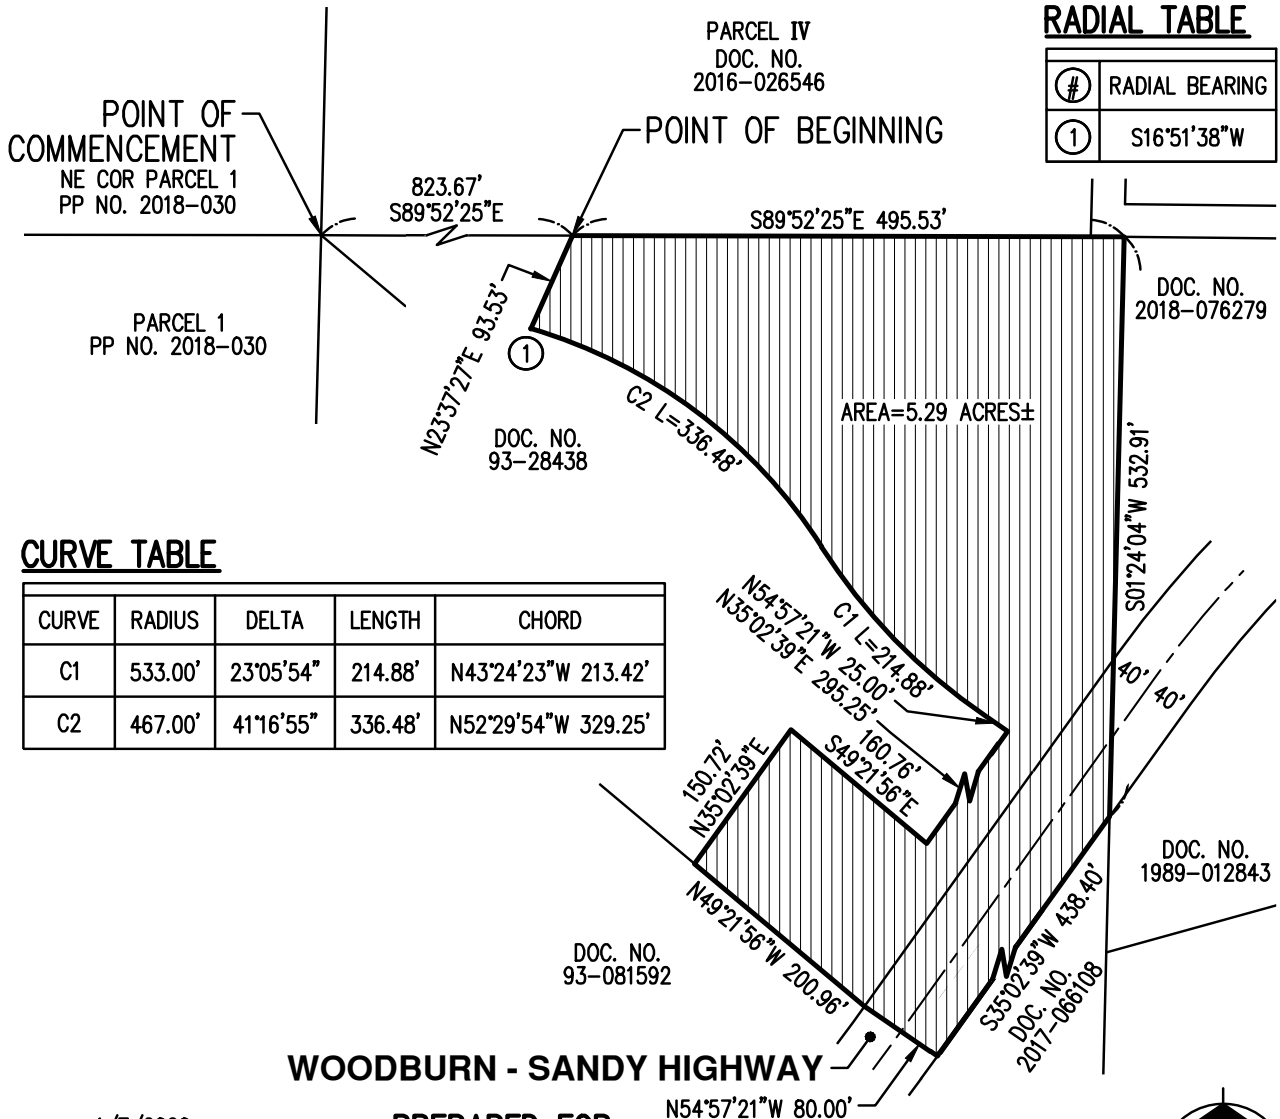 PARCEL IV
DOC. NO.
2016-026546
RADIAL TABLE
# RADIAL BEARING
1 S16°51'38"W
POINT OF
COMMENCEMENT
NE COR PARCEL 1
PP NO. 2018-030
POINT OF BEGINNING
823.67'
S89°52'25"E
S89°52'25"E 495.53'
DOC. NO.
2018-076279
PARCEL 1
PP NO. 2018-030
N23°37'27"E 93.53'
1
C2 L=336.48'
AREA=5.29 ACRES±
DOC. NO.
93-28438
S01°24'04"W 532.91'
CURVE TABLE
CURVE RADIUS DELTA LENGTH CHORD
C1 533.00' 23°05'54" 214.88' N43°24'23"W 213.42'
C2 467.00' 41°16'55" 336.48' N52°29'54"W 329.25'
N54°57'21"W 25.00'
N35°02'39"E 295.25'
C1 L=214.88'
40' 40'
160.76'
S49°21'56"E
150.72'
N35°02'39"E
DOC. NO.
1989-012843
N49°21'56"W 200.96'
S35°02'39"W 438.40'
DOC. NO.
2017-066108
DOC. NO.
93-081592
WOODBURN - SANDY HIGHWAY
N54°57'21"W 80.00'
PREPARED FOR